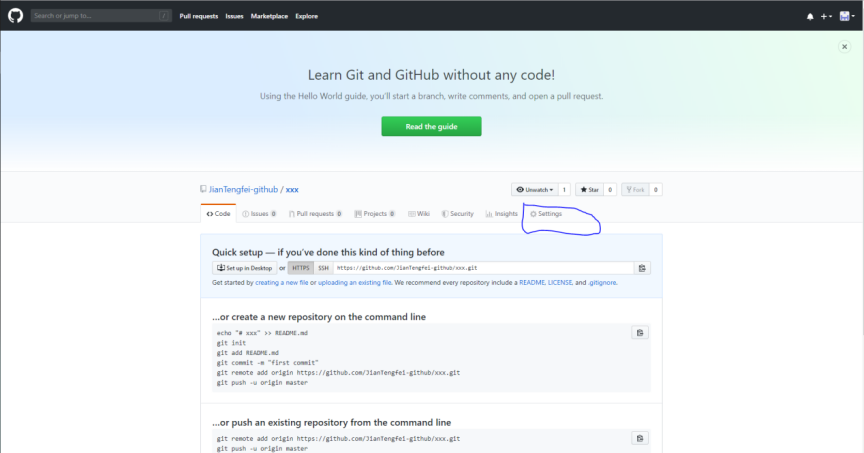 Search or jump to... / Pull requests Issues Marketplace Explore
Learn Git and GitHub without any code!
Using the Hello World guide, you'll start a branch, write comments, and open a pull request.
Read the guide
JianTengfei-github / xxx Unwatch 1 Star 0 Fork 0
Code Issues 0 Pull requests 0 Projects 0 Wiki Security Insights Settings
Quick setup — if you've done this kind of thing before
Set up in Desktop or HTTPS SSH https://github.com/JianTengfei-github/xxx.git
Get started by creating a new file or uploading an existing file. We recommend every repository include a README, LICENSE, and .gitignore.
...or create a new repository on the command line
echo "# xxx" >> README.md
git init
git add README.md
git commit -m "first commit"
git remote add origin https://github.com/JianTengfei-github/xxx.git
git push -u origin master
...or push an existing repository from the command line
git remote add origin https://github.com/JianTengfei-github/xxx.git
git push -u origin master